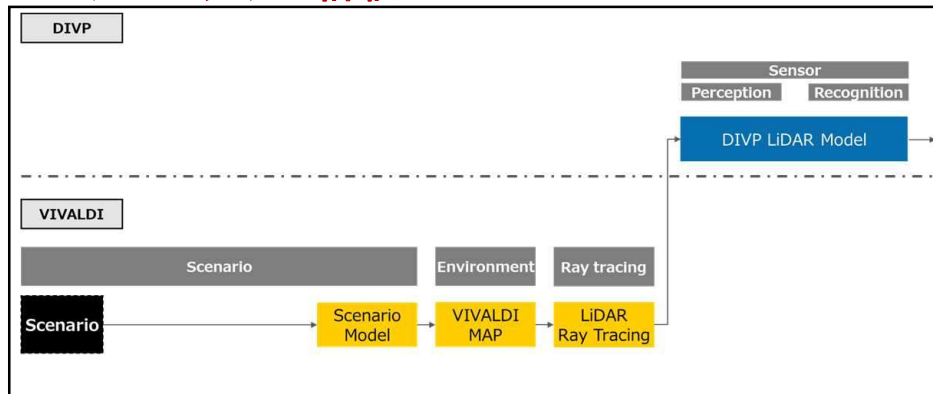 DIVP
Sensor
Perception Recognition
DIVP LiDAR Model
VIVALDI
Scenario Environment Ray tracing
Scenario
Scenario
Model
VIVALDI
MAP
LiDAR
Ray Tracing